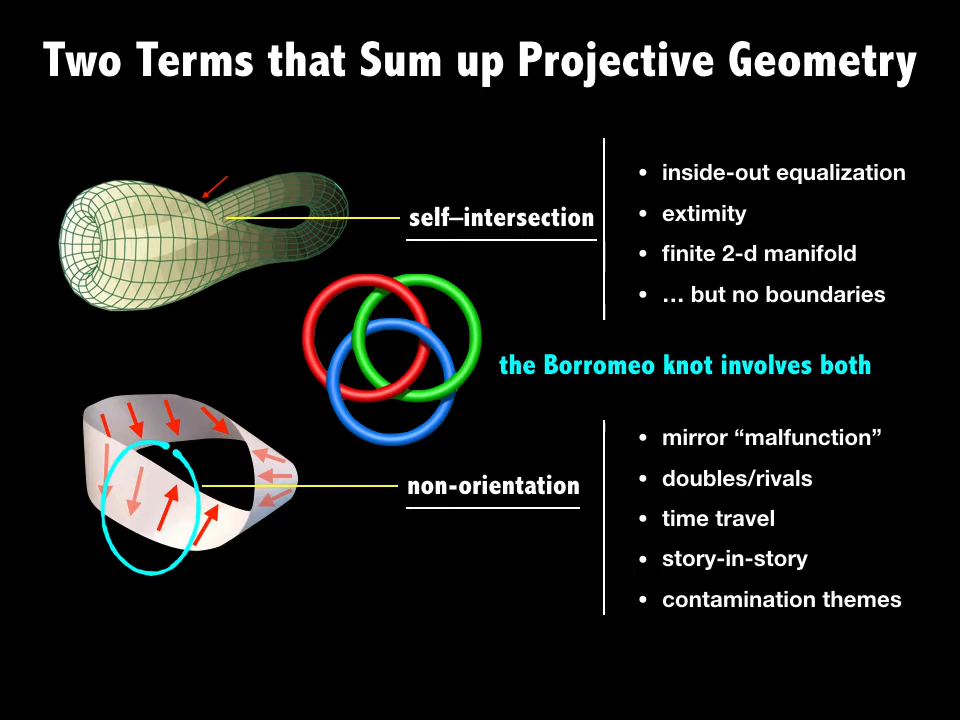 Two Terms that Sum up Projective Geometry
self–intersection
• inside-out equalization
• extimity
• finite 2-d manifold
• … but no boundaries
the Borromeo knot involves both
non-orientation
• mirror “malfunction”
• doubles/rivals
• time travel
• story-in-story
• contamination themes